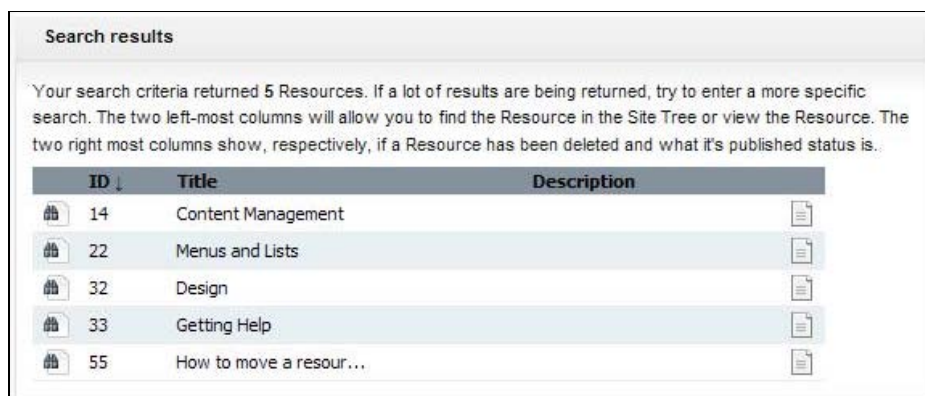 Search results
Your search criteria returned 5 Resources. If a lot of results are being returned, try to enter a more specific
search. The two left-most columns will allow you to find the Resource in the Site Tree or view the Resource. The
two right most columns show, respectively, if a Resource has been deleted and what it's published status is.
ID ↓ Title Description
14 Content Management
22 Menus and Lists
32 Design
33 Getting Help
55 How to move a resour...